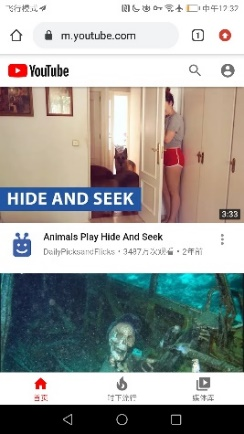 飞行模式
中午12:32
m.youtube.com
1
YouTube
HIDE AND SEEK
3:33
Animals Play Hide And Seek
DailyPicksandFlicks • 3487万次观看 • 2年前
首页
时下流行
媒体库